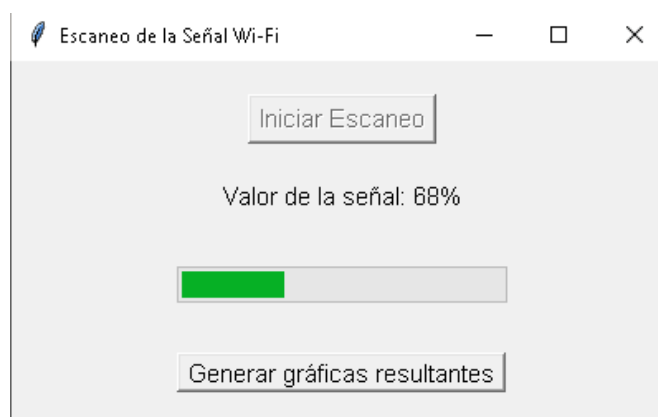 Escaneo de la Señal Wi-Fi
Iniciar Escaneo
Valor de la señal: 68%
Generar gráficas resultantes